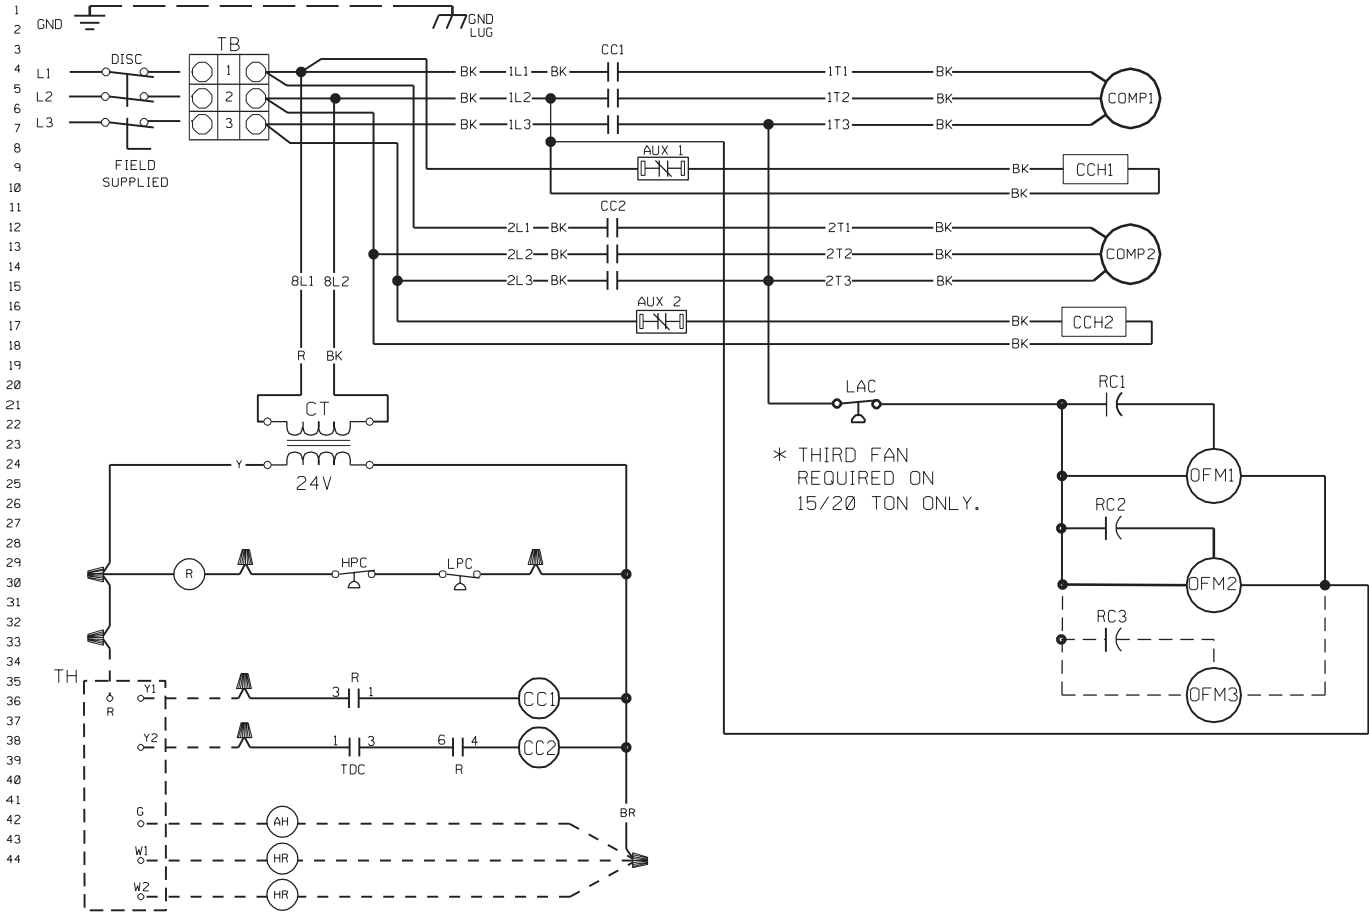 1
2
3
4
5
6
7
8
9
10
11
12
13
14
15
16
17
18
19
20
21
22
23
24
25
26
27
28
29
30
31
32
33
34
35
36
37
38
39
40
41
42
43
44
GND
GND
LUG
L1
L2
L3
DISC
FIELD
SUPPLIED
TB
1
2
3
CC1
BK 1L1 BK 1T1 BK
BK 1L2 1T2 BK
BK 1L3 1T3 BK
COMP1
AUX 1
BK
CCH1
BK
CC2
2L1 BK 2T1 BK
2L2 BK 2T2 BK
2L3 BK 2T3 BK
COMP2
8L1 8L2
AUX 2
BK
CCH2
BK
R BK
CT
Y
24V
LAC
RC1
OFM1
* THIRD FAN
REQUIRED ON
15/20 TON ONLY.
RC2
OFM2
RC3
OFM3
R
HPC
LPC
TH
R
Y1
3 R 1
CC1
Y2
1 3
TDC
6 4
R
CC2
G
AH
BR
W1
HR
W2
HR